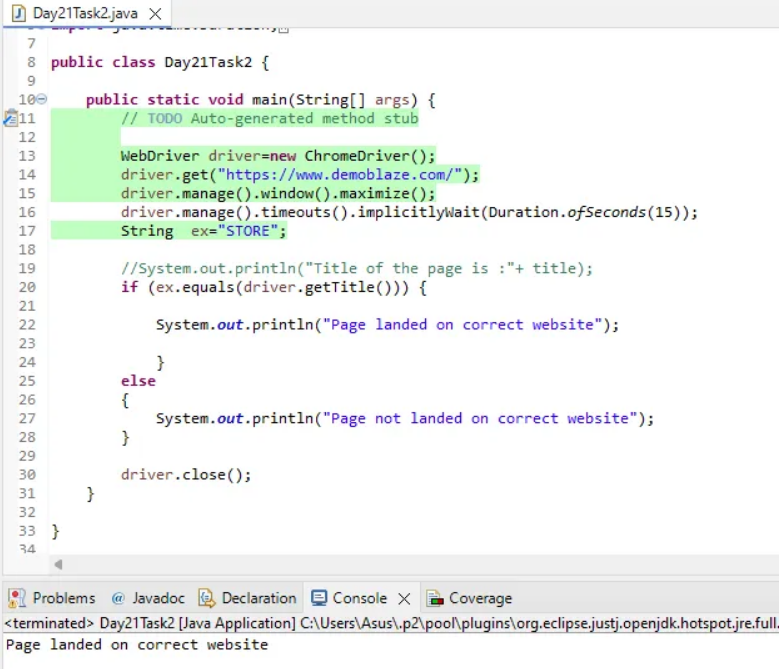 Day21Task2.java
import java.time.Duration;
7
8 public class Day21Task2 {
9
10 public static void main(String[] args) {
11 // TODO Auto-generated method stub
12
13 WebDriver driver=new ChromeDriver();
14 driver.get("https://www.demoblaze.com/");
15 driver.manage().window().maximize();
16 driver.manage().timeouts().implicitlyWait(Duration.ofSeconds(15));
17 String  ex="STORE";
18
19 //System.out.println("Title of the page is :"+ title);
20 if (ex.equals(driver.getTitle())) {
21
22 System.out.println("Page landed on correct website");
23
24 }
25 else
26 {
27 System.out.println("Page not landed on correct website");
28 }
29
30 driver.close();
31 }
32
33 }
34
Problems @ Javadoc Declaration Console Coverage
<terminated> Day21Task2 [Java Application] C:\Users\Asus\.p2\pool\plugins\org.eclipse.justj.openjdk.hotspot.jre.full.
Page landed on correct website